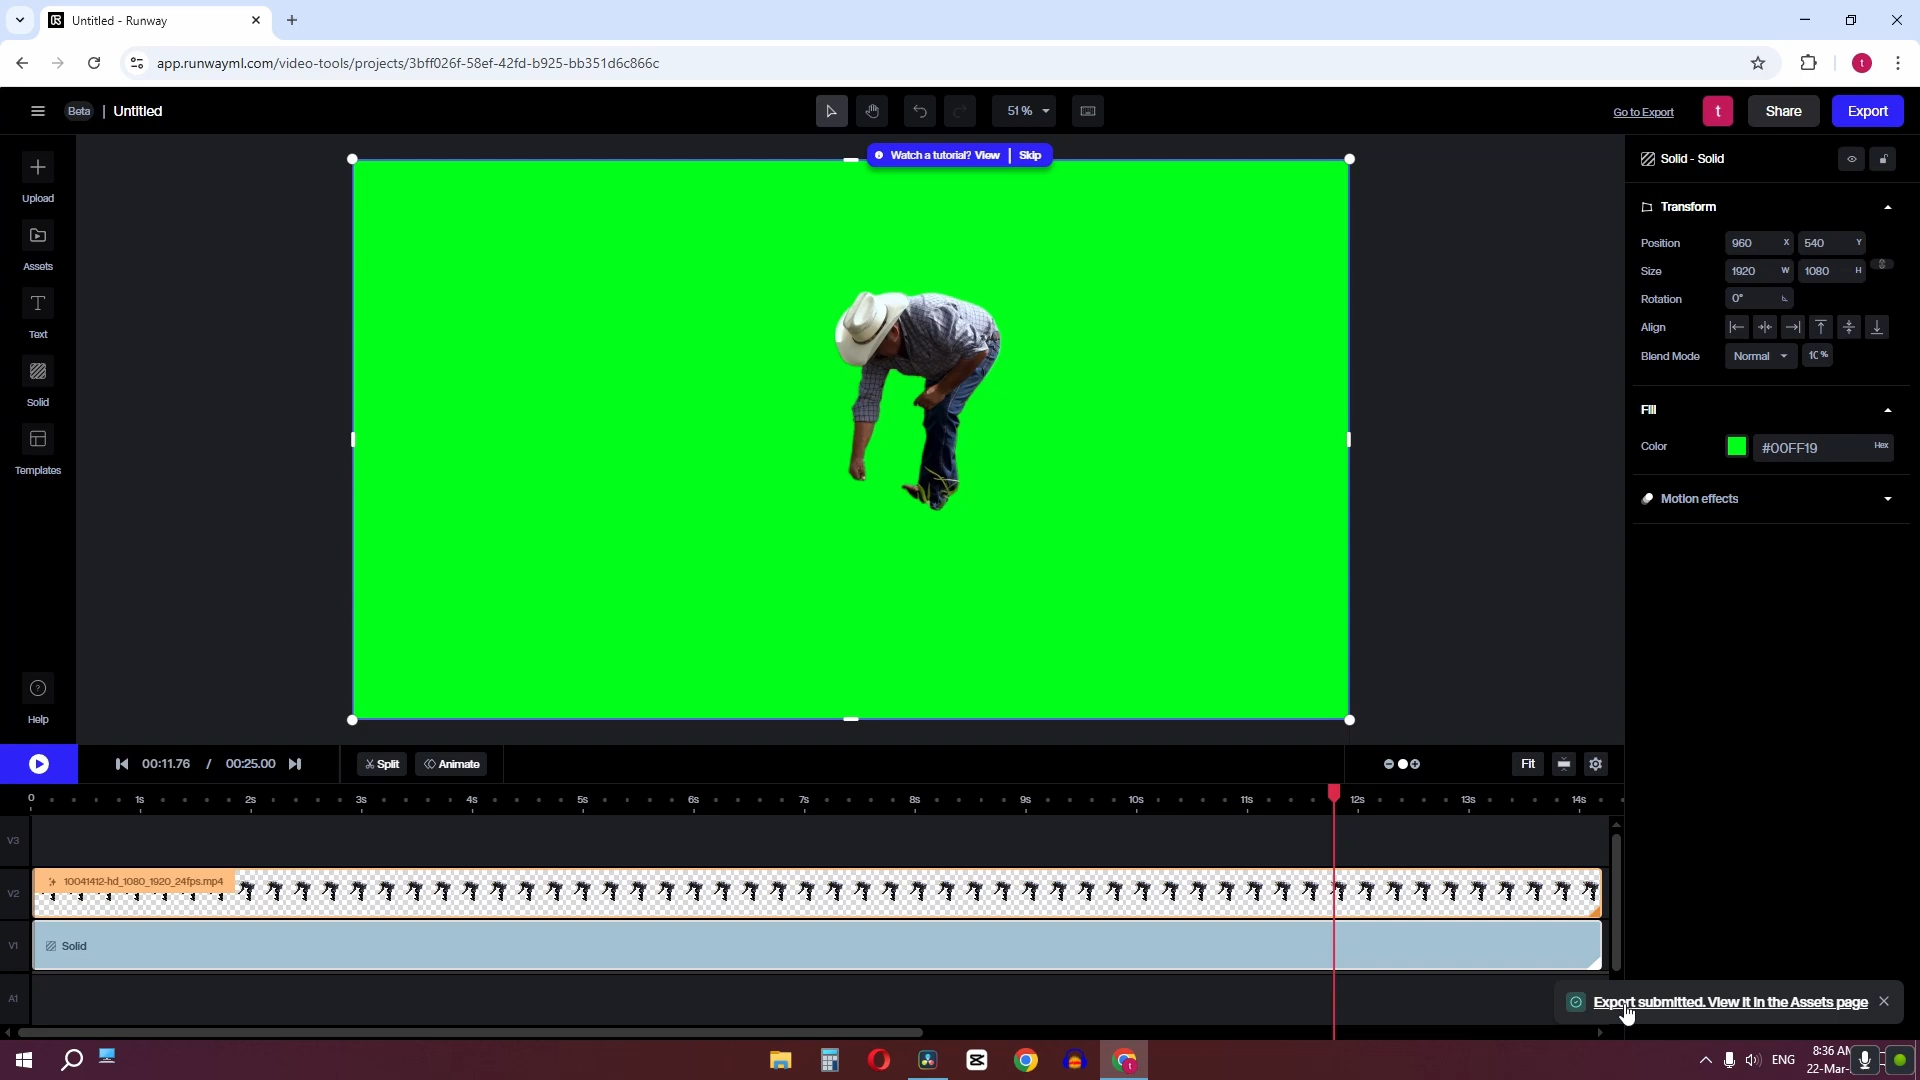 Untitled - Runway
app.runwayml.com/video-tools/projects/3bff026f-58ef-42fd-b925-bb351d6c866c
t
Beta | Untitled
51 %
Go to Export
t
Share
Export
Watch a tutorial? View | Skip
Upload
Assets
Text
Solid
Templates
Help
Solid - Solid
Transform
Position 960 X 540 Y
Size 1920 W 1080 H
Rotation 0°
Align
Blend Mode Normal 10 %
Fill
Color #00FF19 Hex
Motion effects
00:11.76 / 00:25.00
Split
Animate
Fit
0 1s 2s 3s 4s 5s 6s 7s 8s 9s 10s 11s 12s 13s 14s
V3
V2 10041412-hd_1080_1920_24fps.mp4
V1 Solid
A1
Export submitted. View it in the Assets page
ENG
8:36 AM
22-Mar-